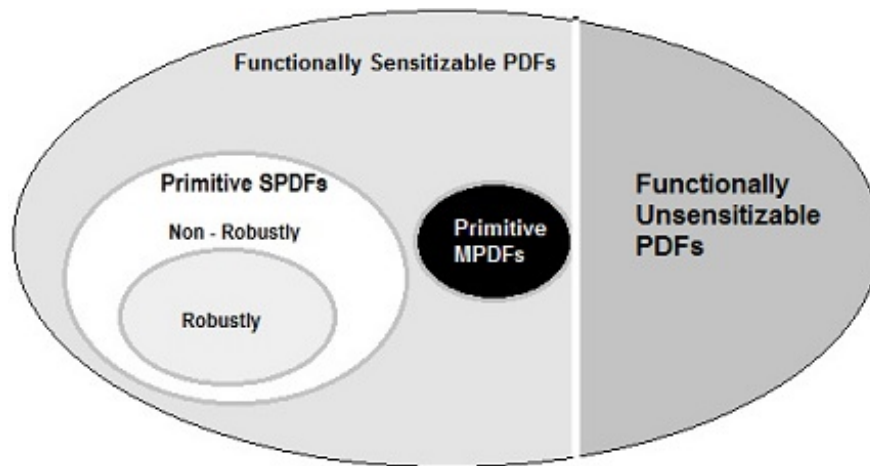 Functionally Sensitizable PDFs
Primitive SPDFs
Non - Robustly
Robustly
Primitive
MPDFs
Functionally
Unsensitizable
PDFs